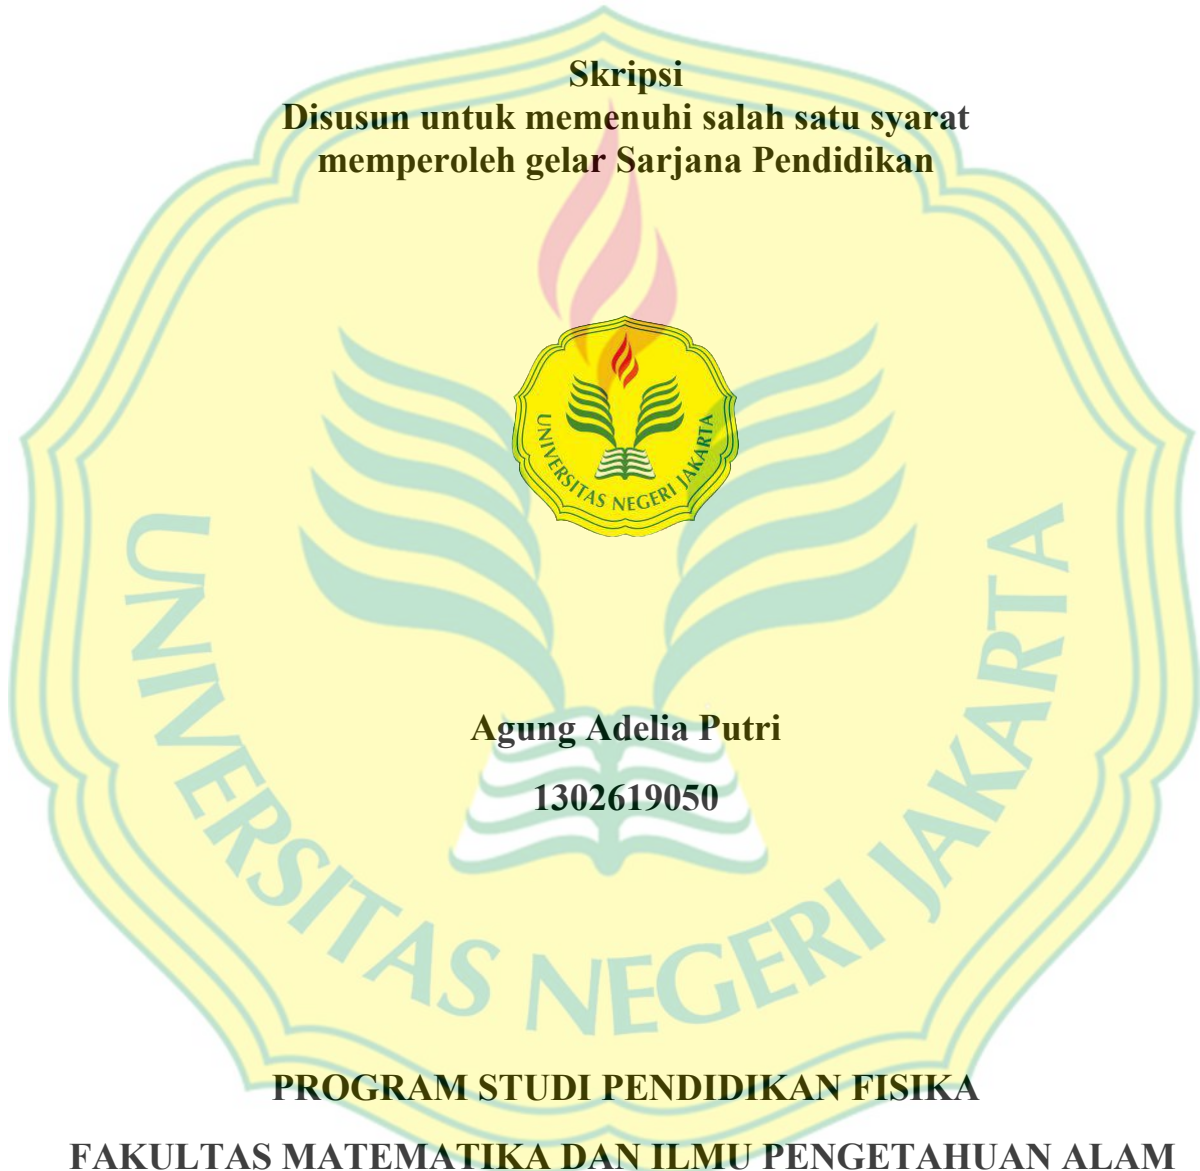 Skripsi
Disusun untuk memenuhi salah satu syarat
memperoleh gelar Sarjana Pendidikan
UNIVERSITAS NEGERI JAKARTA
Agung Adelia Putri
1302619050
UNIVERSITAS NEGERI JAKARTA
PROGRAM STUDI PENDIDIKAN FISIKA
FAKULTAS MATEMATIKA DAN ILMU PENGETAHUAN ALAM